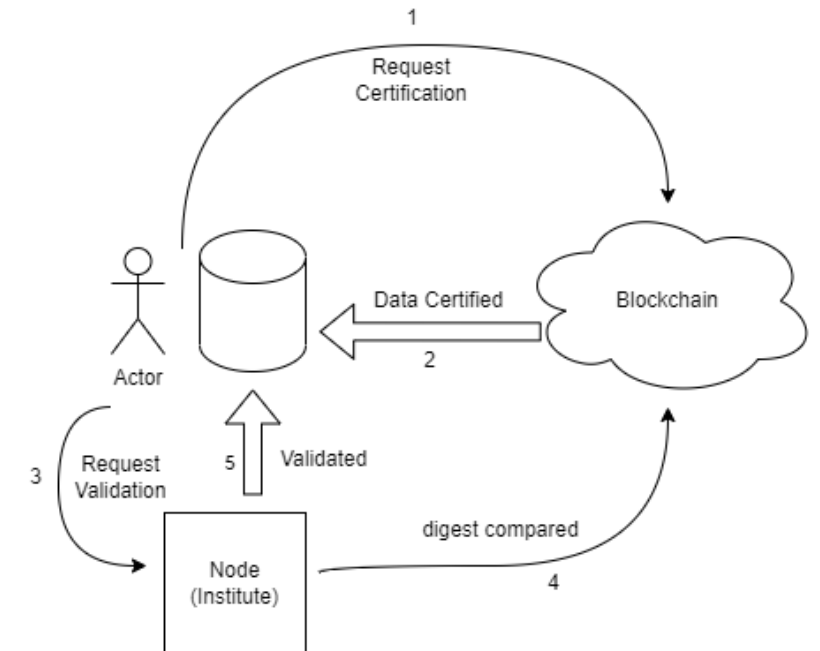 1
Request
Certification
Data Certified
Blockchain
2
Actor
3
Request
Validation
5
Validated
digest compared
4
Node
(Institute)